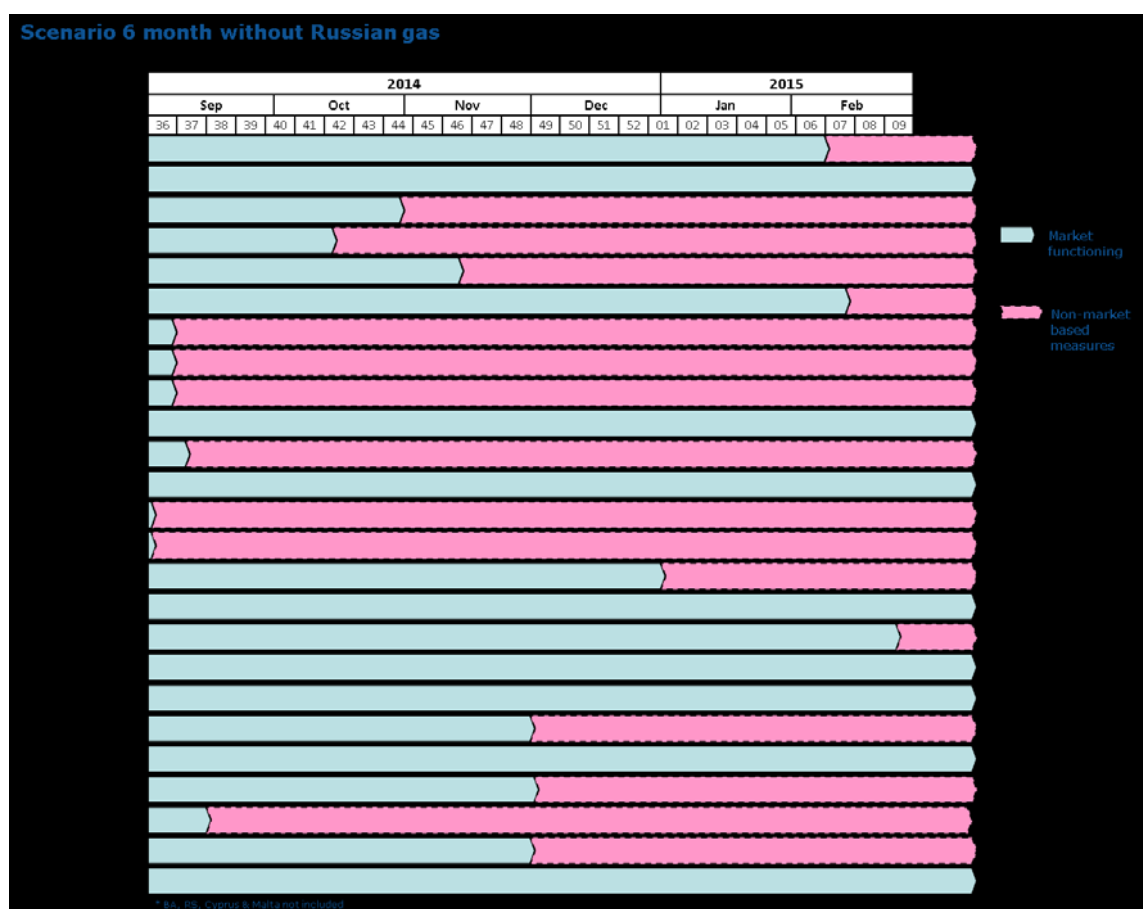 Scenario 6 month without Russian gas
2014 2015
Sep Oct Nov Dec Jan Feb
36 37 38 39 40 41 42 43 44 45 46 47 48 49 50 51 52 01 02 03 04 05 06 07 08 09
Market
functioning
Non-market
based
measures
* BA, RS, Cyprus & Malta not included